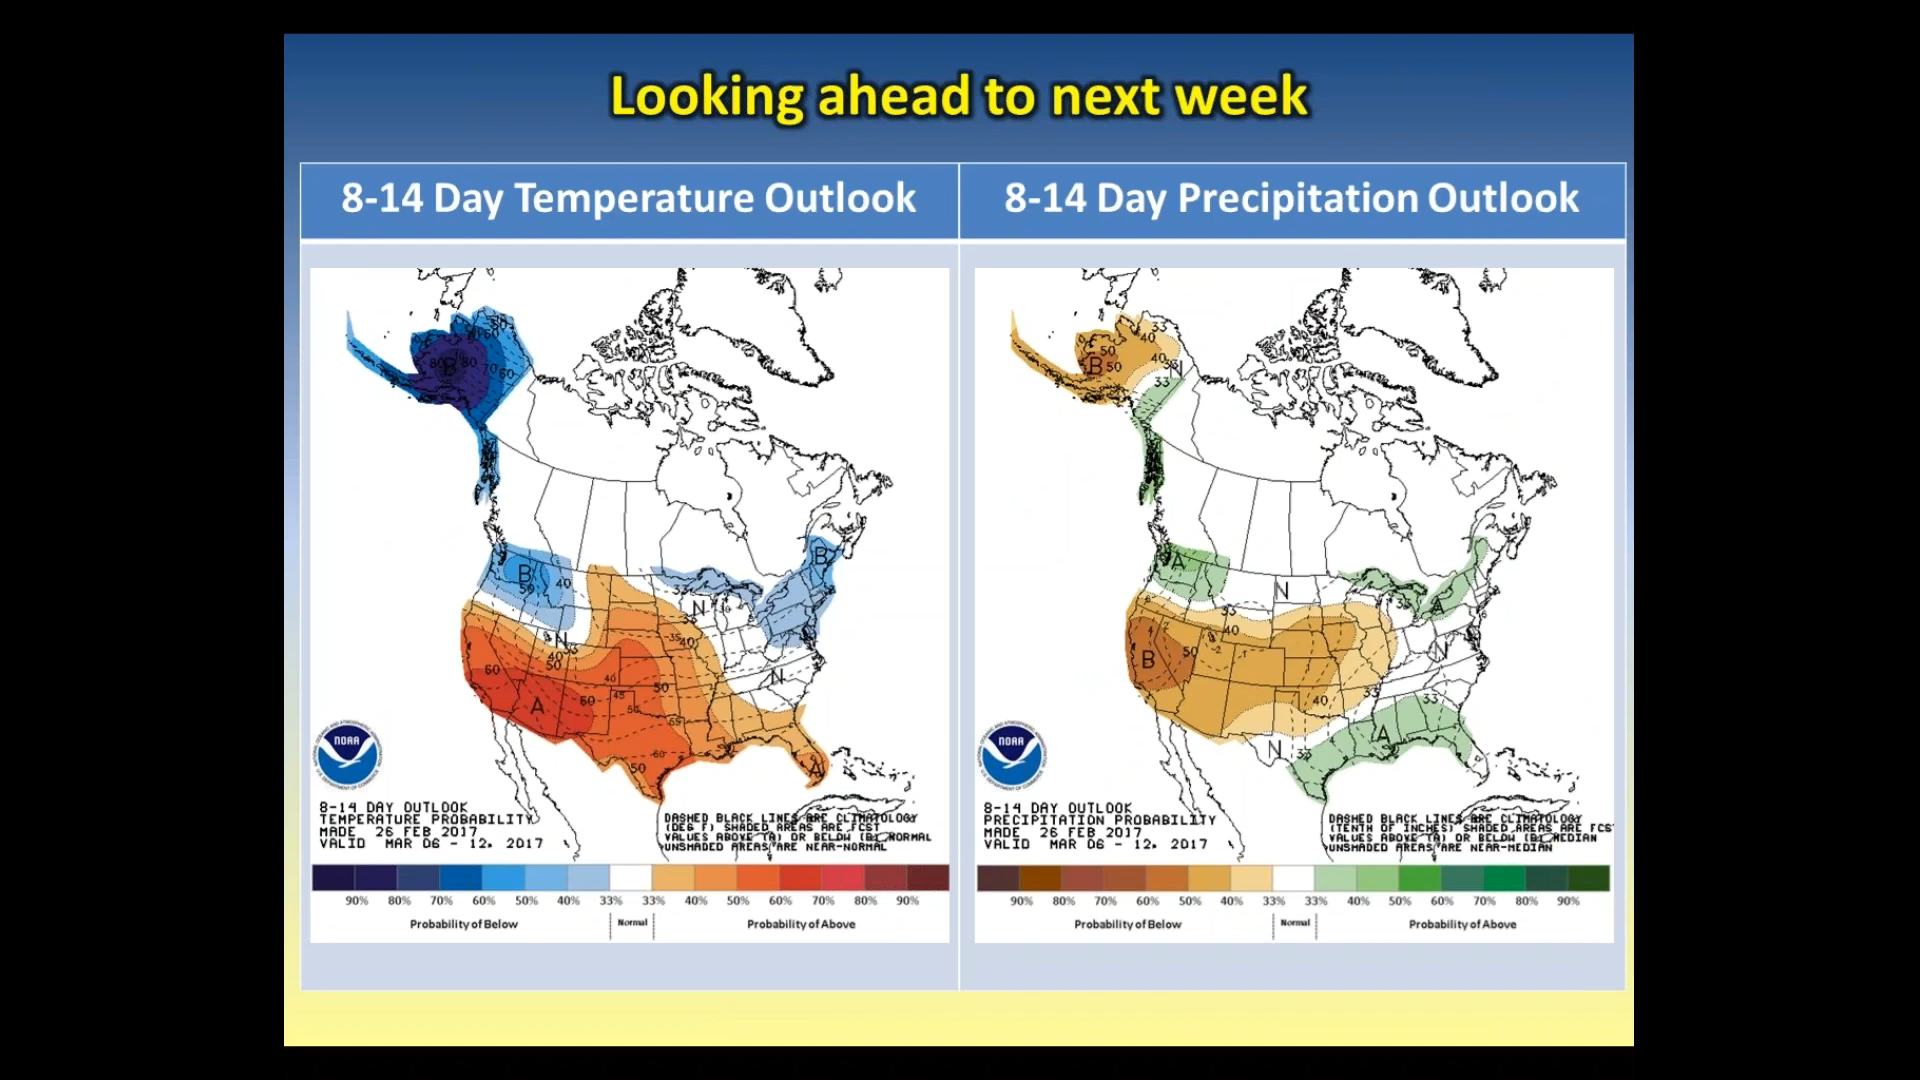 Looking ahead to next week
8-14 Day Temperature Outlook
8-14 Day Precipitation Outlook
NOAA
8-14 DAY OUTLOOK
TEMPERATURE PROBABILITY
MADE 26 FEB 2017
VALID MAR 06 - 12, 2017
DASHED BLACK LINES ARE CLIMATOLOGY
(DEG F) SHADED AREAS ARE FCST
VALUES ABOVE (A) OR BELOW (B) NORMAL
UNSHADED AREAS ARE NEAR-NORMAL
90% 80% 70% 60% 50% 40% 33% 33% 40% 50% 60% 70% 80% 90%
Probability of Below Normal Probability of Above
NOAA
8-14 DAY OUTLOOK
PRECIPITATION PROBABILITY
MADE 26 FEB 2017
VALID MAR 06 - 12, 2017
DASHED BLACK LINES ARE CLIMATOLOGY
(TENTH OF INCHES) SHADED AREAS ARE FCS
VALUES ABOVE (A) OR BELOW (B) MEDIAN
UNSHADED AREAS ARE NEAR-MEDIAN
90% 80% 70% 60% 50% 40% 33% 33% 40% 50% 60% 70% 80% 90%
Probability of Below Normal Probability of Above